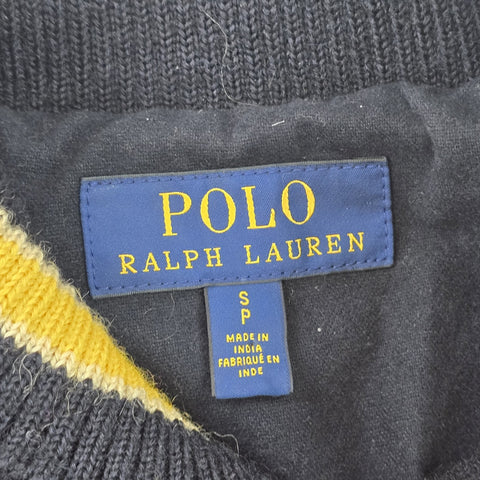 POLO
RALPH LAUREN
S
P
MADE IN
INDIA
FABRIQUÉ EN
INDE